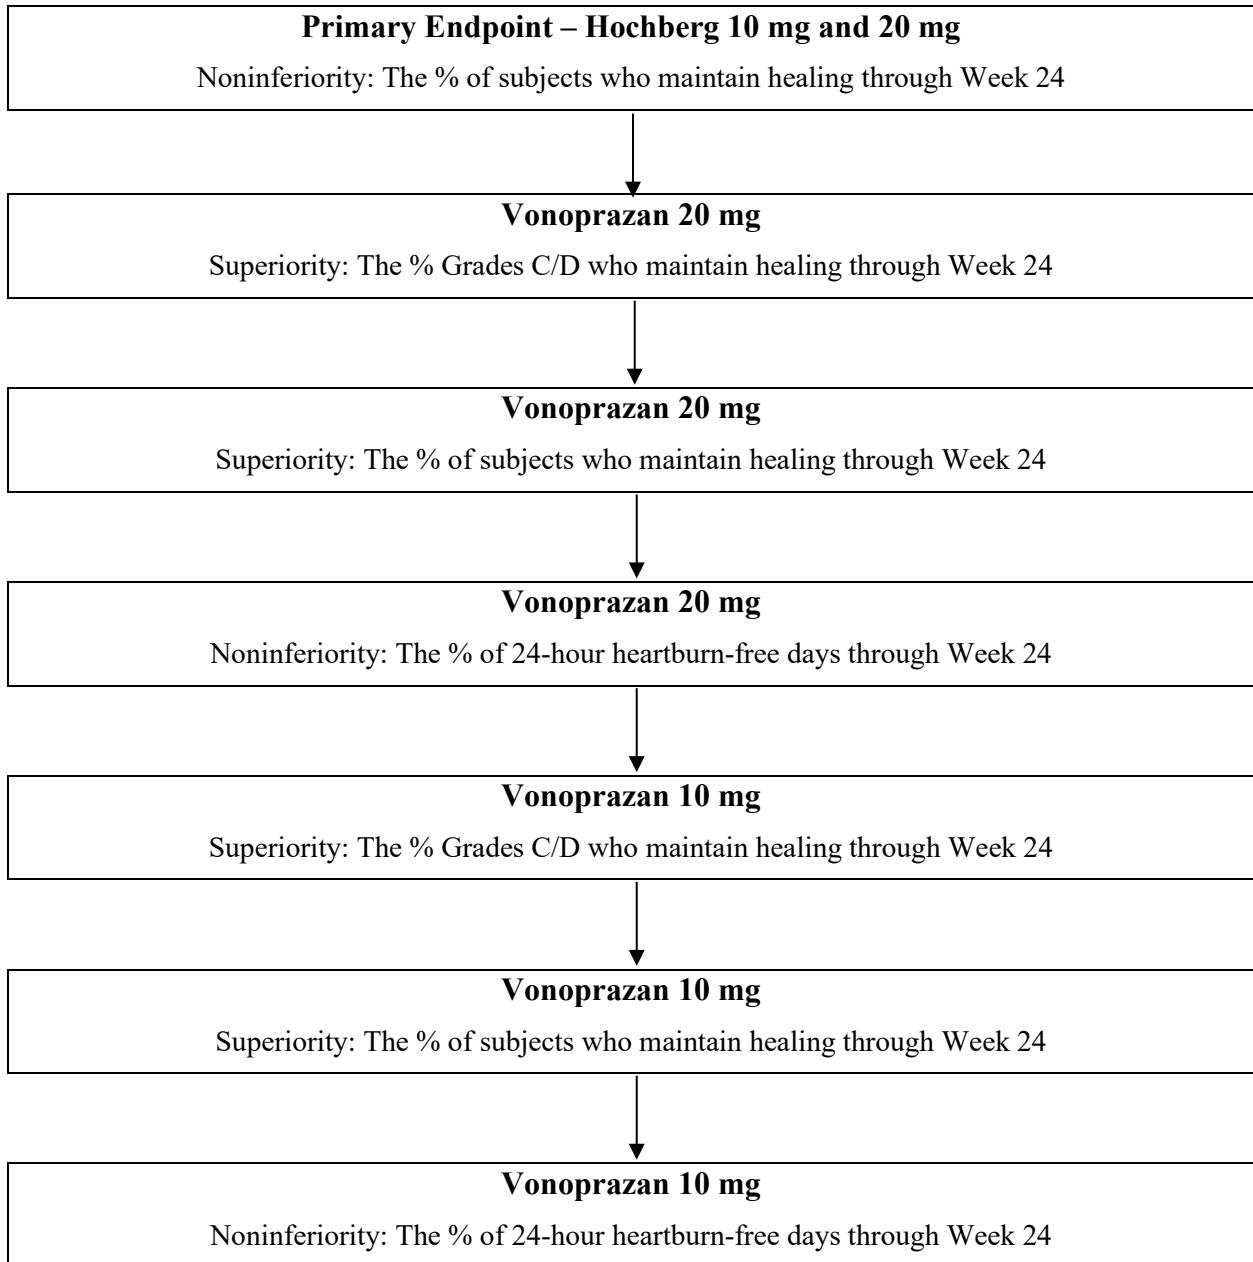 Primary Endpoint – Hochberg 10 mg and 20 mg
Noninferiority: The % of subjects who maintain healing through Week 24
Vonoprazan 20 mg
Superiority: The % Grades C/D who maintain healing through Week 24
Vonoprazan 20 mg
Superiority: The % of subjects who maintain healing through Week 24
Vonoprazan 20 mg
Noninferiority: The % of 24-hour heartburn-free days through Week 24
Vonoprazan 10 mg
Superiority: The % Grades C/D who maintain healing through Week 24
Vonoprazan 10 mg
Superiority: The % of subjects who maintain healing through Week 24
Vonoprazan 10 mg
Noninferiority: The % of 24-hour heartburn-free days through Week 24